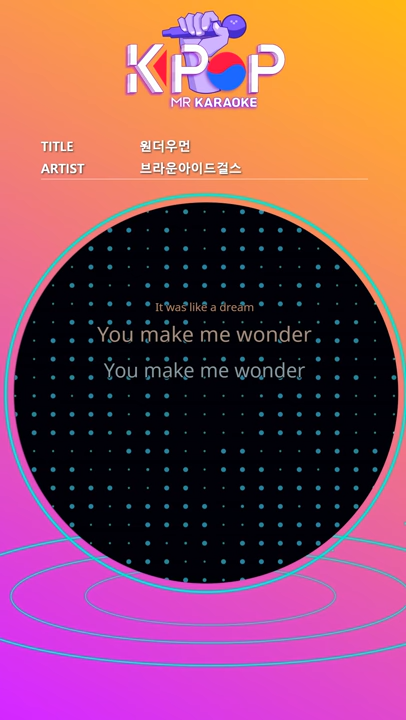 KPOP
MR KARAOKE
TITLE 원더우먼
ARTIST 브라운아이드걸스
It was like a dream
You make me wonder
You make me wonder